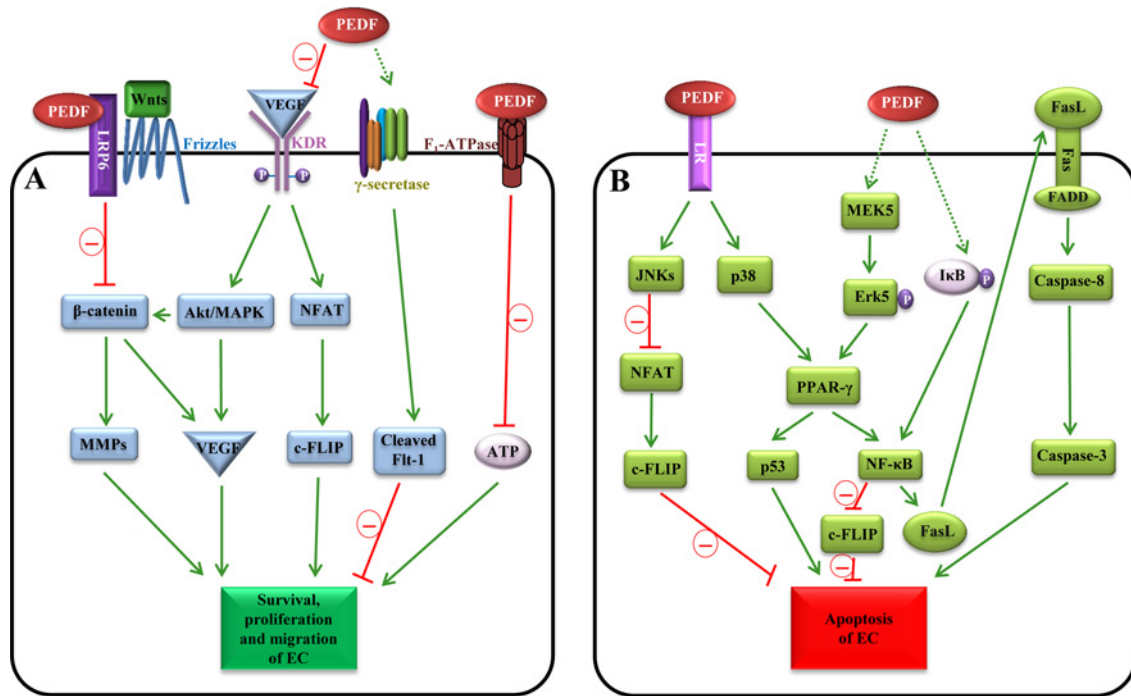 A
PEDF
−
PEDF
Wnts
LRP6
Frizzles
VEGF
KDR
P
P
γ-secretase
F₁-ATPase
PEDF
−
β-catenin
Akt/MAPK
NFAT
−
MMPs
VEGF
c-FLIP
Cleaved
Flt-1
ATP
−
Survival,
proliferation
and migration
of EC
B
PEDF
LR
PEDF
FasL
Fas
FADD
MEK5
JNKs
p38
IκB
P
Caspase-8
Erk5
P
−
NFAT
PPAR-γ
c-FLIP
p53
NF-κB
Caspase-3
−
c-FLIP
FasL
−
−
Apoptosis
of EC